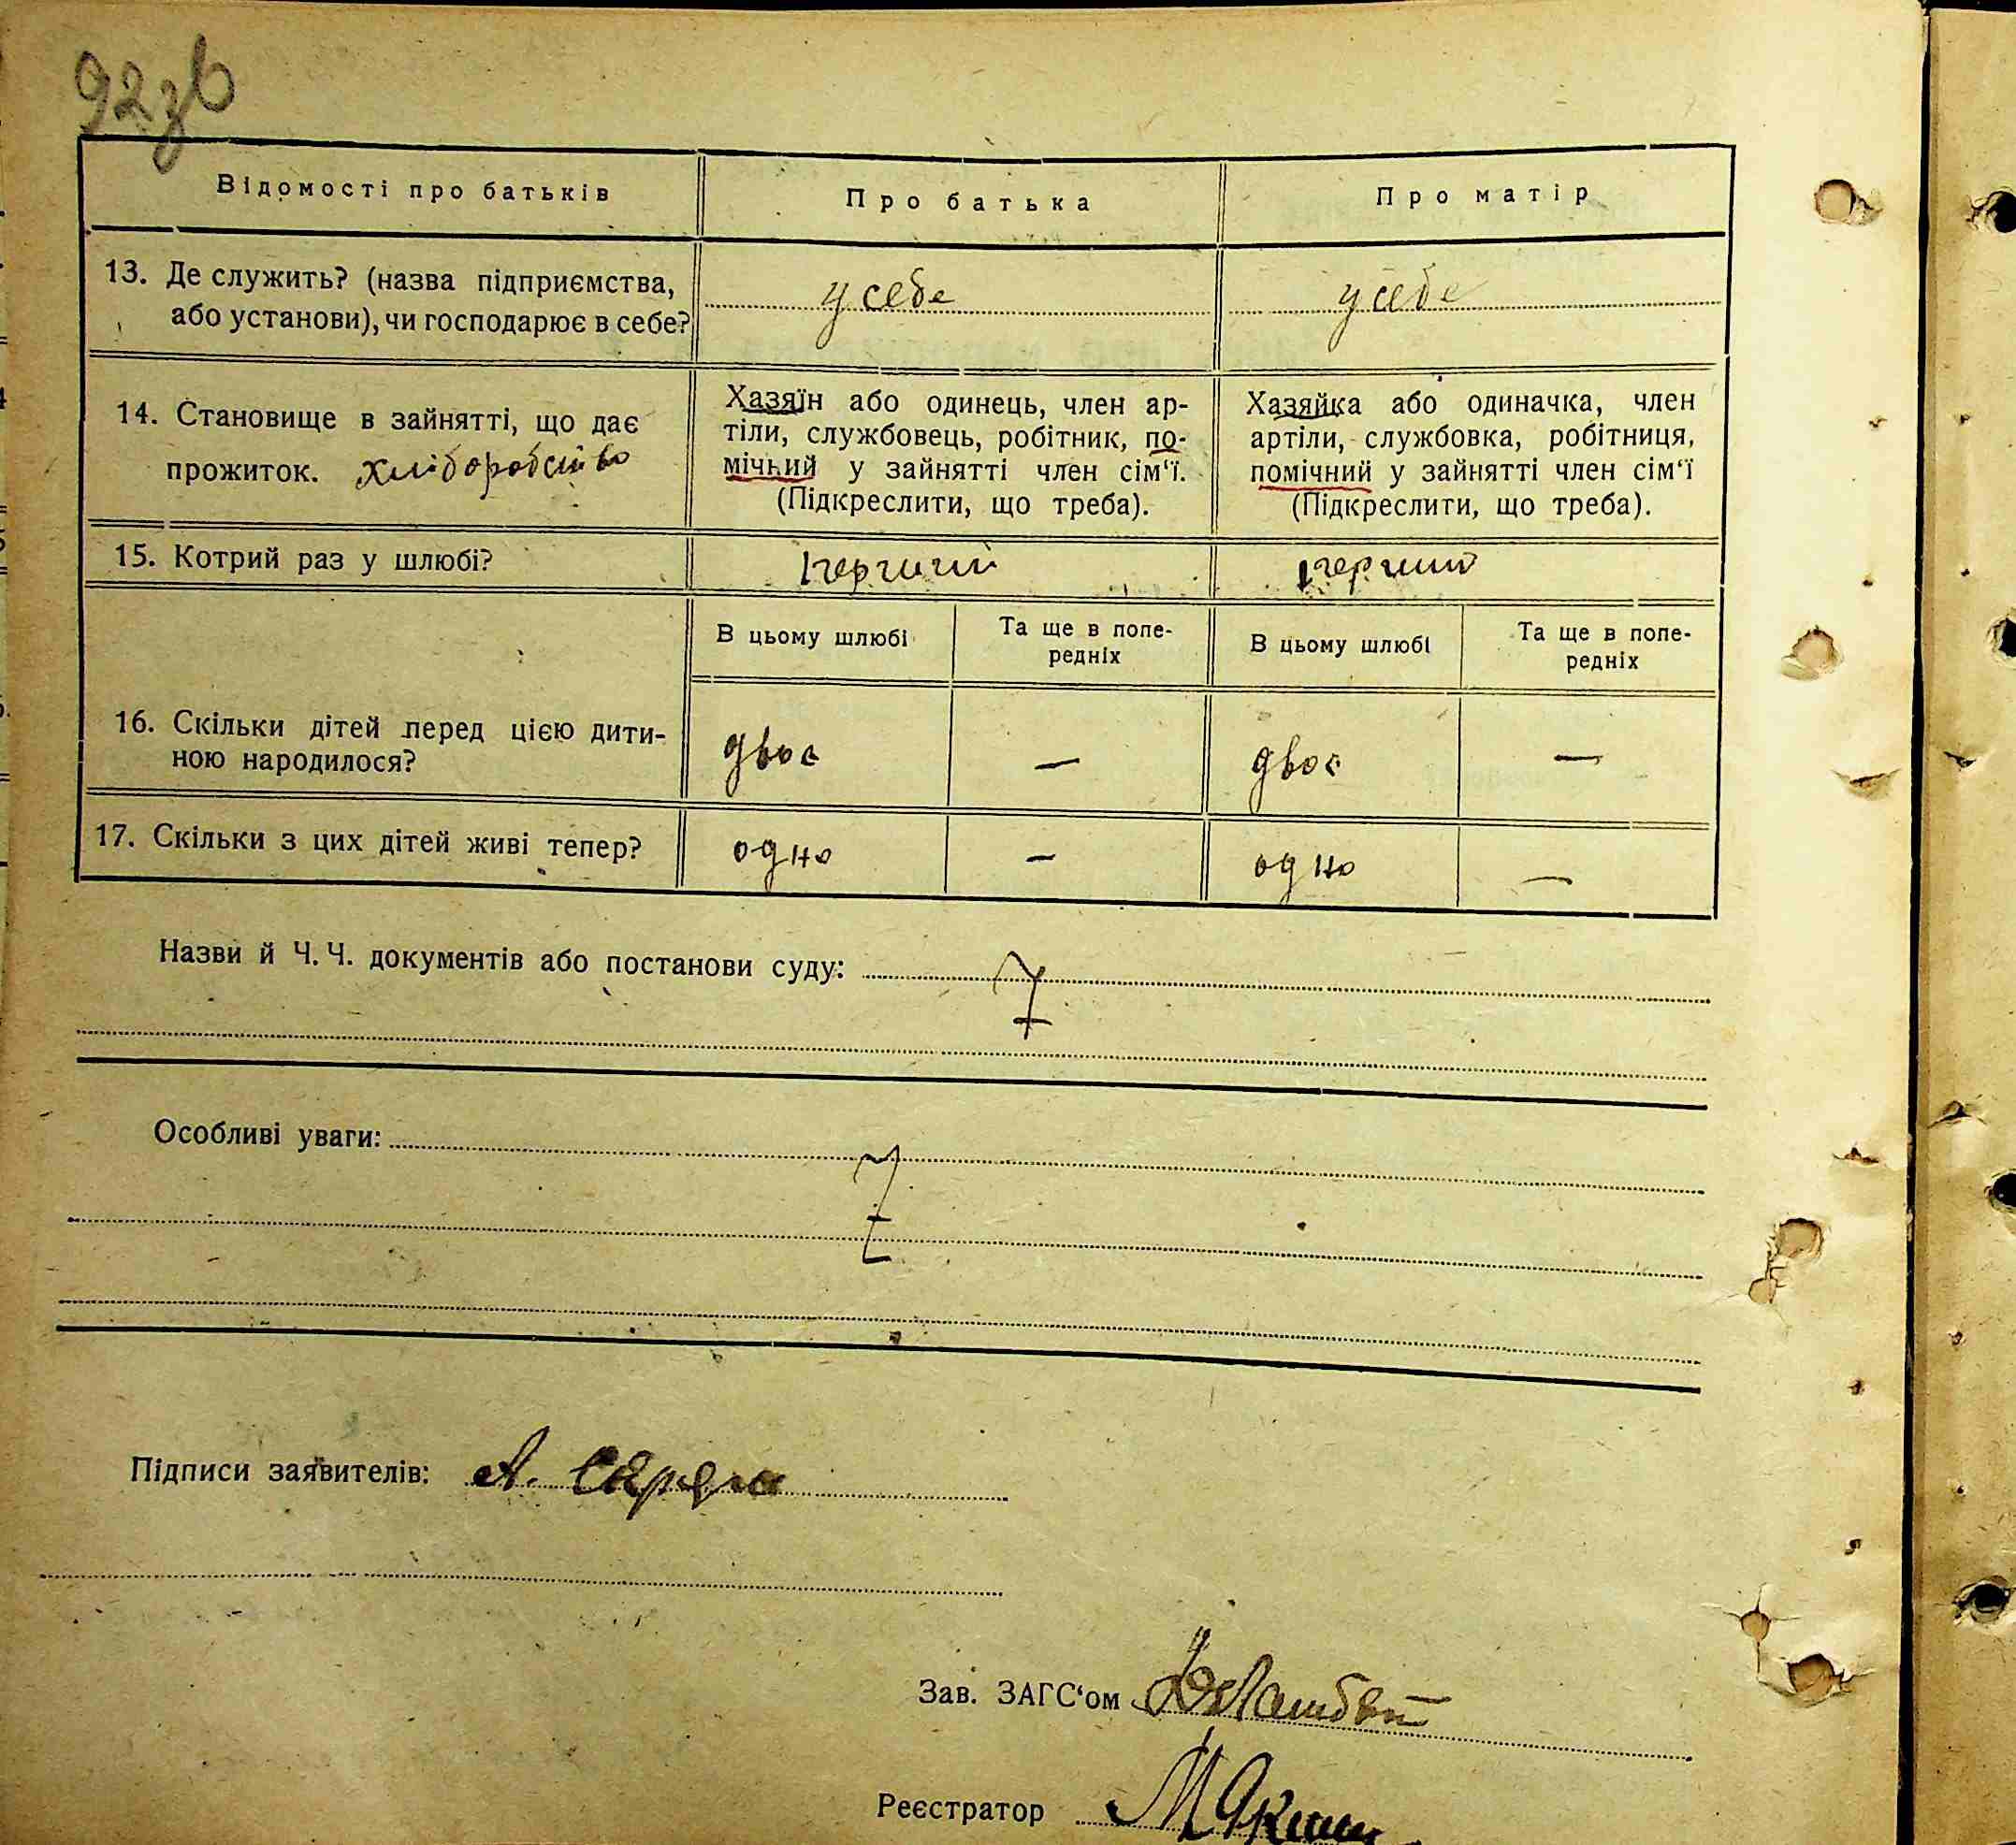 92зв
Відомості про батьків
Про батька
Про матір
13. Де служить? (назва підприємства,
або установи), чи господарює в себе?
у себе
у себе
14. Становище в зайнятті, що дає
прожиток. хліборобство
Хазяїн або одинець, член ар-
тіли, службовець, робітник, по-
мічний у зайнятті член сім‘ї.
(Підкреслити, що треба).
Хазяйка або одиначка, член
артіли, службовка, робітниця,
помічний у зайнятті член сім‘ї
(Підкреслити, що треба).
15. Котрий раз у шлюбі?
перший
перший
В цьому шлюбі
Та ще в попе-
редніх
В цьому шлюбі
Та ще в попе-
редніх
16. Скільки дітей перед цією дити-
ною народилося?
двоє
—
двоє
—
17. Скільки з цих дітей живі тепер?
одно
—
одно
—
Назви й Ч. Ч. документів або постанови суду:
Особливі уваги:
Підписи заявителів: А.
Зав. ЗАГС‘ом
Реєстратор